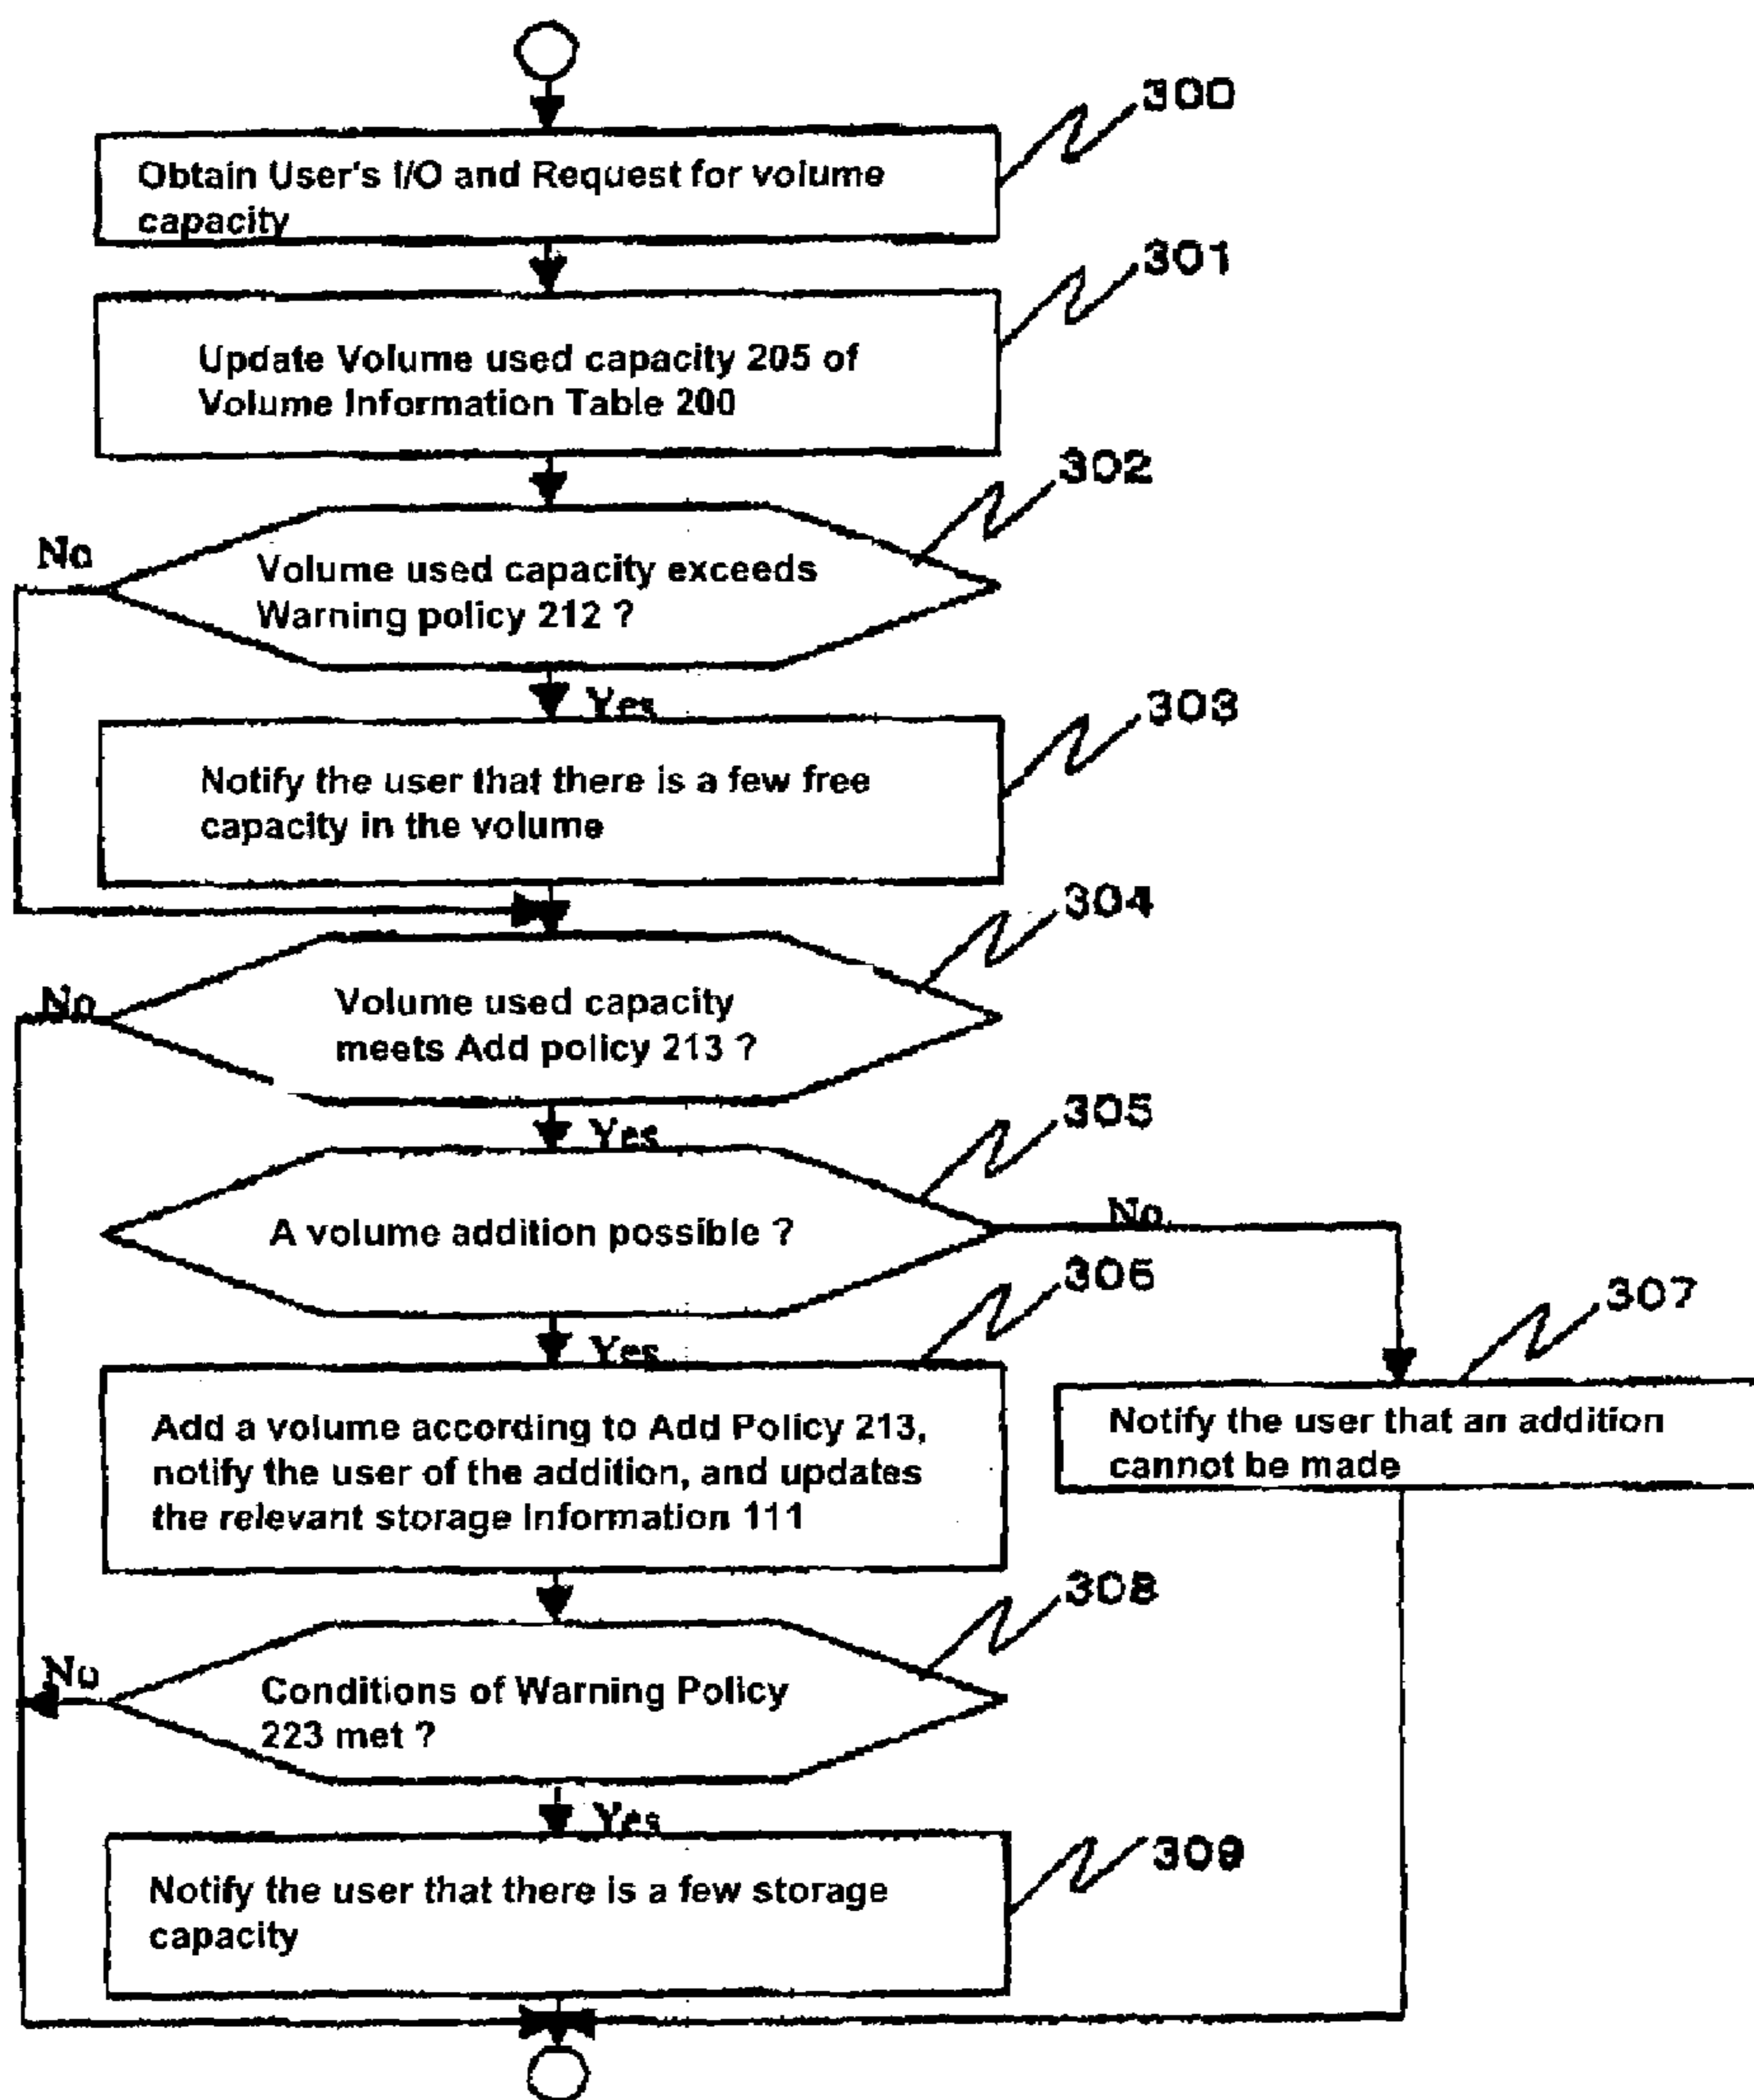 300
Obtain User's I/O and Request for volume
capacity
301
Update Volume used capacity 205 of
Volume Information Table 200
302
No
Volume used capacity exceeds
Warning policy 212 ?
Yes
303
Notify the user that there is a few free
capacity in the volume
304
No
Volume used capacity
meets Add policy 213 ?
Yes
305
No
A volume addition possible ?
306
Yes
307
Add a volume according to Add Policy 213,
notify the user of the addition, and updates
the relevant storage Information 111
Notify the user that an addition
cannot be made
308
No
Conditions of Warning Policy
223 met ?
Yes
309
Notify the user that there is a few storage
capacity